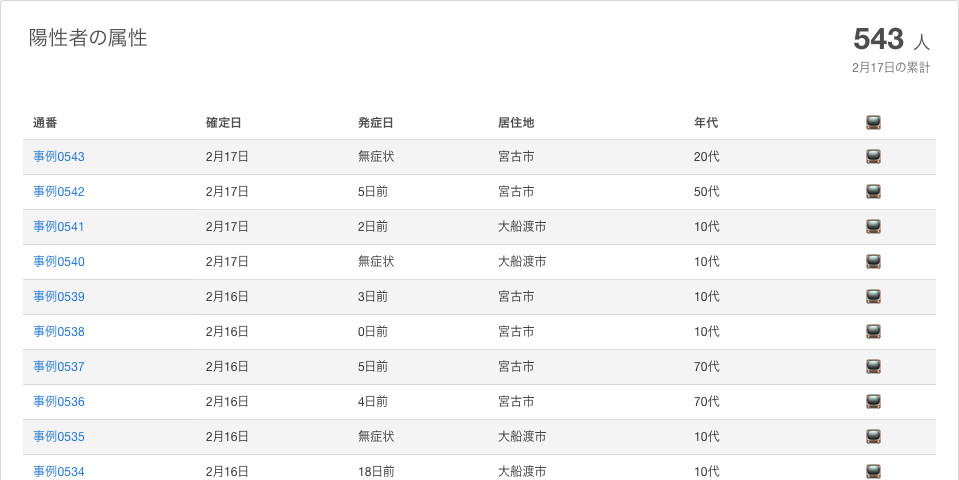 陽性者の属性
543 人
2月17日の累計
通番 確定日 発症日 居住地 年代
事例0543 2月17日 無症状 宮古市 20代
事例0542 2月17日 5日前 宮古市 50代
事例0541 2月17日 2日前 大船渡市 10代
事例0540 2月17日 無症状 大船渡市 10代
事例0539 2月16日 3日前 宮古市 10代
事例0538 2月16日 0日前 宮古市 10代
事例0537 2月16日 5日前 宮古市 70代
事例0536 2月16日 4日前 宮古市 70代
事例0535 2月16日 無症状 大船渡市 10代
事例0534 2月16日 18日前 大船渡市 10代